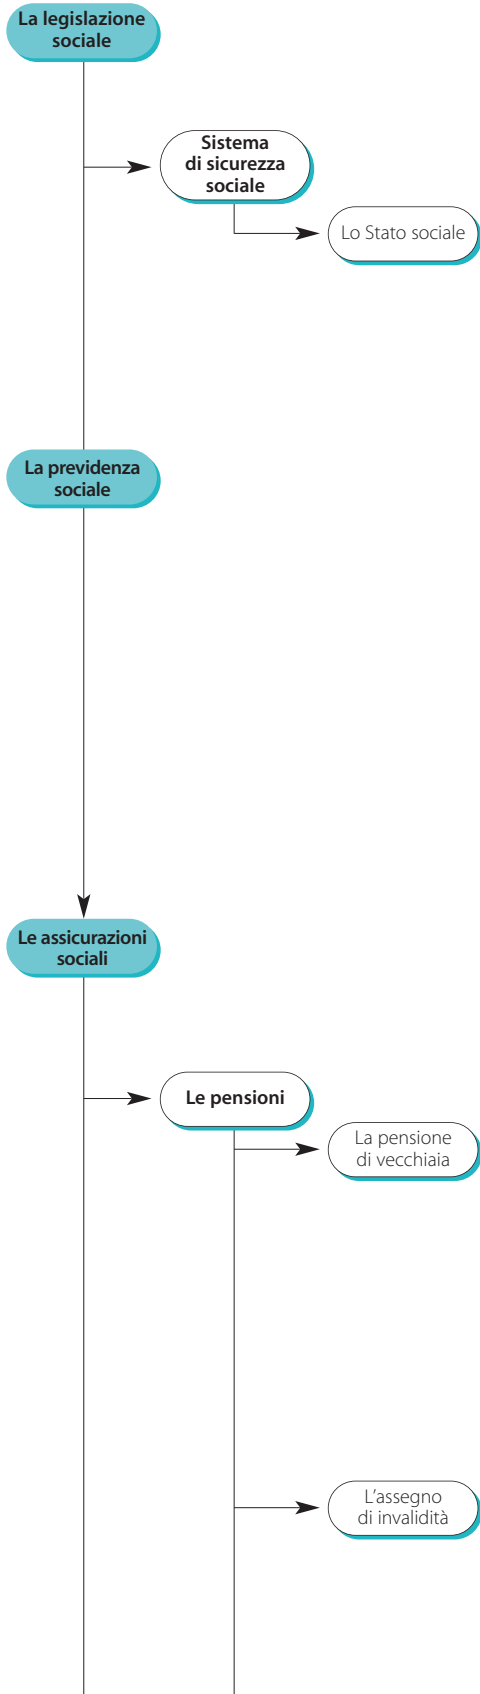 La legislazione
sociale
Sistema
di sicurezza
sociale
Lo Stato sociale
La previdenza
sociale
Le assicurazioni
sociali
Le pensioni
La pensione
di vecchiaia
L’assegno
di invalidità